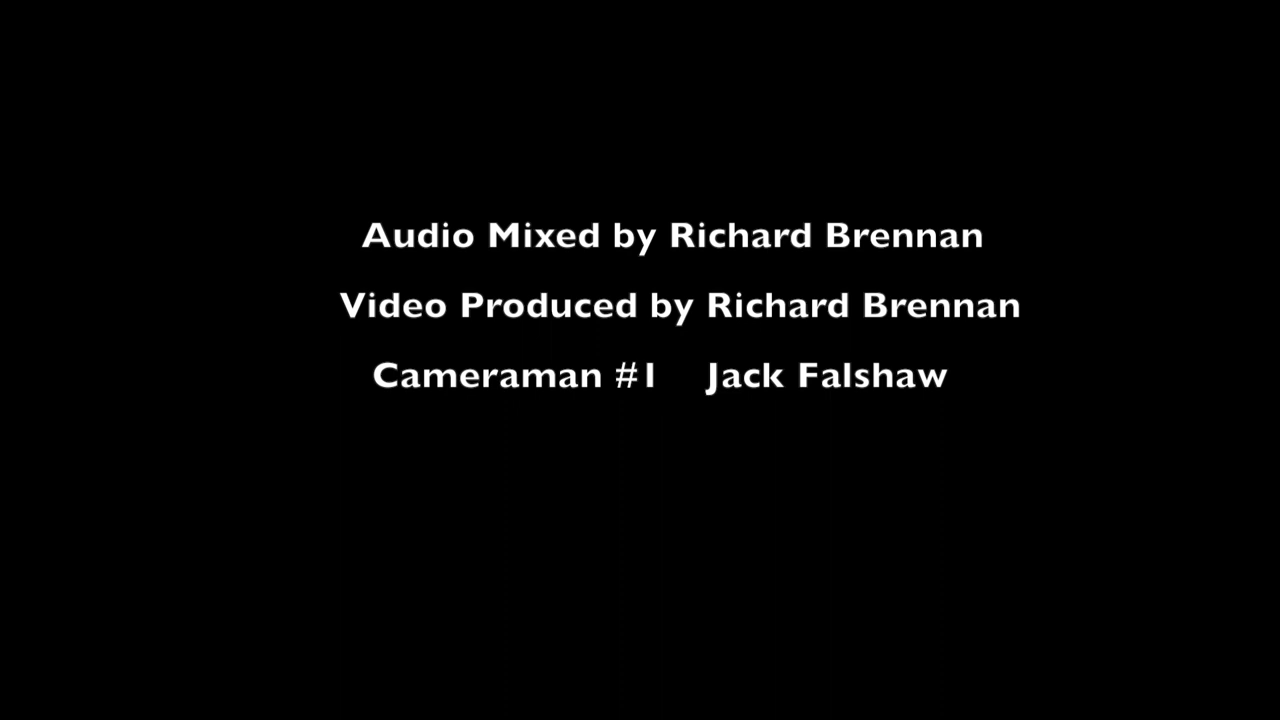 Audio Mixed by Richard Brennan
Video Produced by Richard Brennan
Cameraman #1 Jack Falshaw